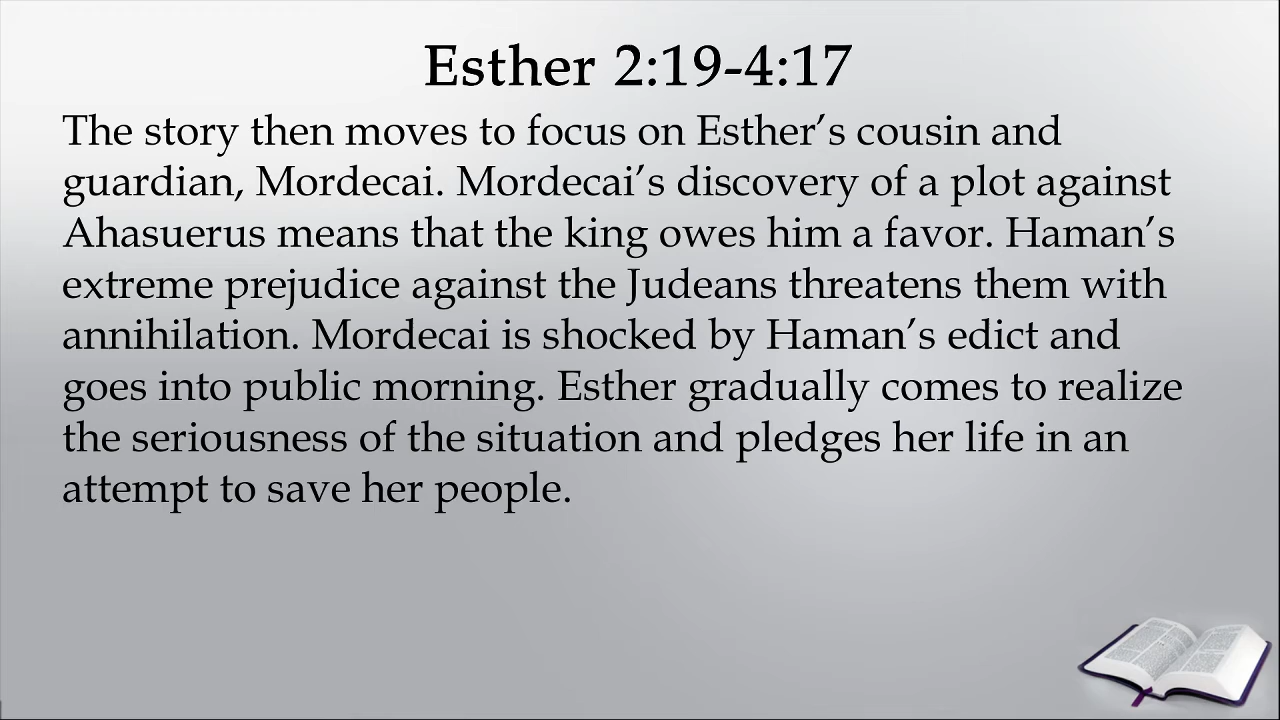 Esther 2:19-4:17
The story then moves to focus on Esther’s cousin and
guardian, Mordecai. Mordecai’s discovery of a plot against
Ahasuerus means that the king owes him a favor. Haman’s
extreme prejudice against the Judeans threatens them with
annihilation. Mordecai is shocked by Haman’s edict and
goes into public morning. Esther gradually comes to realize
the seriousness of the situation and pledges her life in an
attempt to save her people.